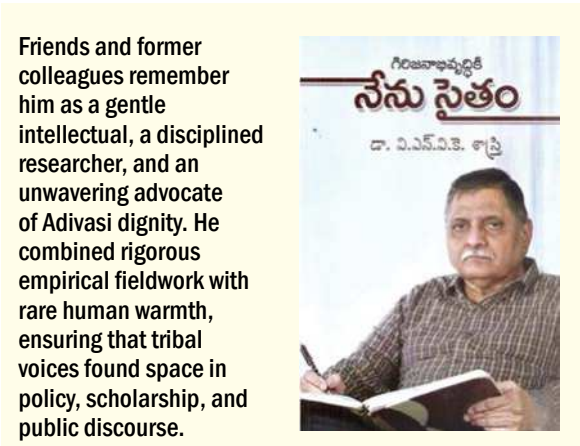 Friends and former
colleagues remember
him as a gentle
intellectual, a disciplined
researcher, and an
unwavering advocate
of Adivasi dignity. He
combined rigorous
empirical fieldwork with
rare human warmth,
ensuring that tribal
voices found space in
policy, scholarship, and
public discourse.
గిరిజనాభివృద్ధికి
నేను సైతం
డా. వి.ఎన్.వి.కె. శాస్త్రి